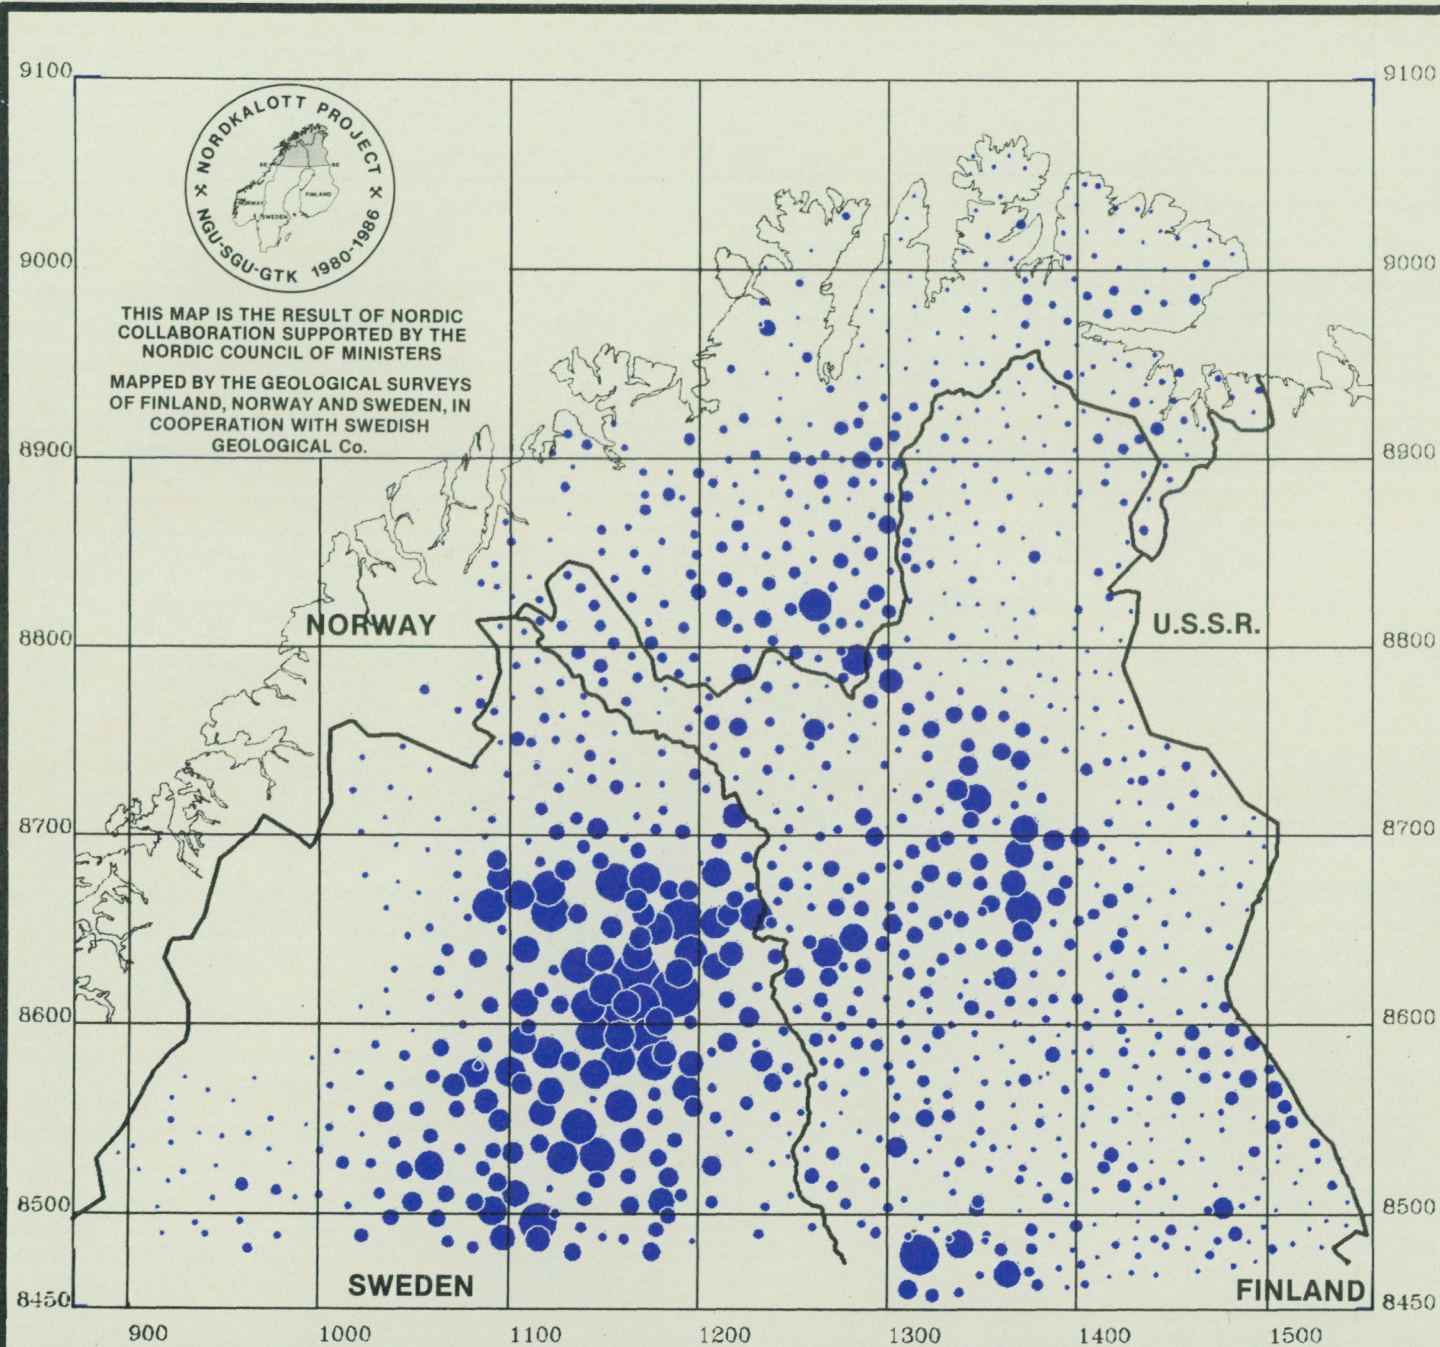 9100
9100
NORDKALOTT PROJECT
NORWAY
SWEDEN
FINLAND
NGU-SGU-GTK 1980-1986
9000
9000
THIS MAP IS THE RESULT OF NORDIC
COLLABORATION SUPPORTED BY THE
NORDIC COUNCIL OF MINISTERS
MAPPED BY THE GEOLOGICAL SURVEYS
OF FINLAND, NORWAY AND SWEDEN, IN
COOPERATION WITH SWEDISH
GEOLOGICAL Co.
8900
8900
NORWAY
U.S.S.R.
8800
8800
8700
8700
8600
8600
8500
8500
SWEDEN
FINLAND
8450
8450
900
1000
1100
1200
1300
1400
1500